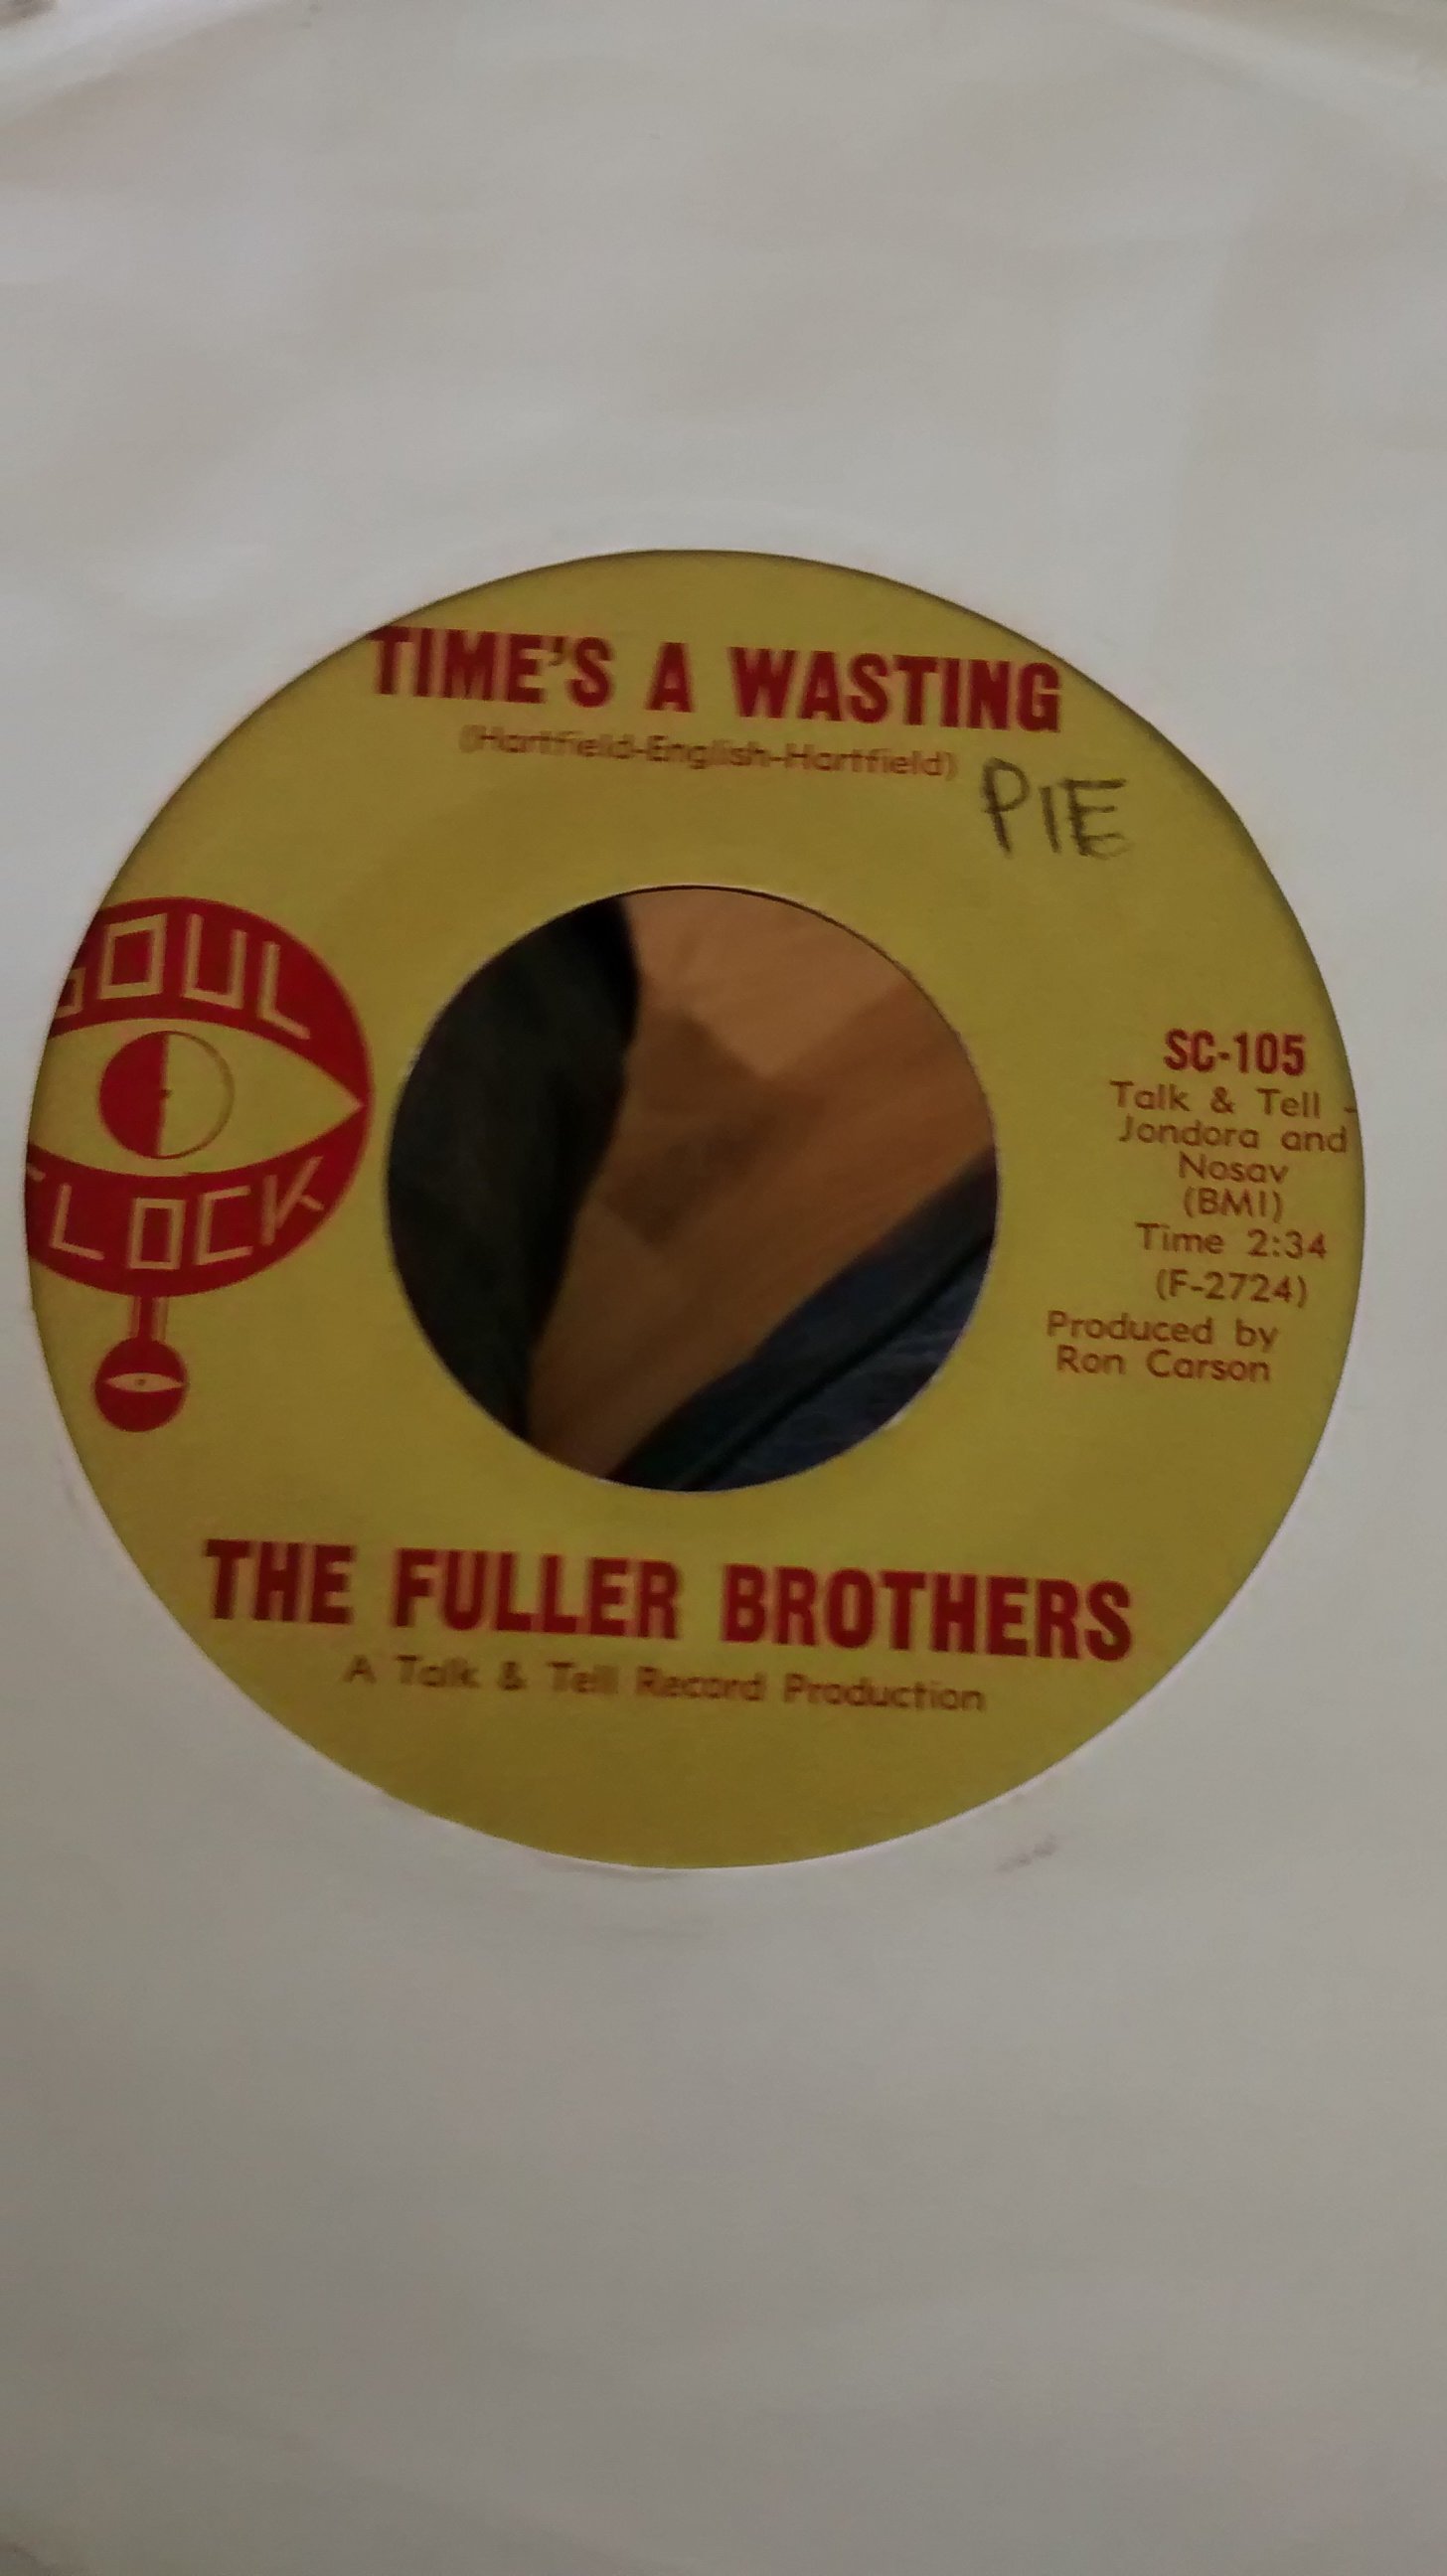 TIME'S A WASTING
(Hartfield-English-Hartfield)
PIE
SOUL
CLOCK
SC-105
Talk & Tell -
Jondora and
Nosav
(BMI)
Time 2:34
(F-2724)
Produced by
Ron Carson
THE FULLER BROTHERS
A Talk & Tell Record Production